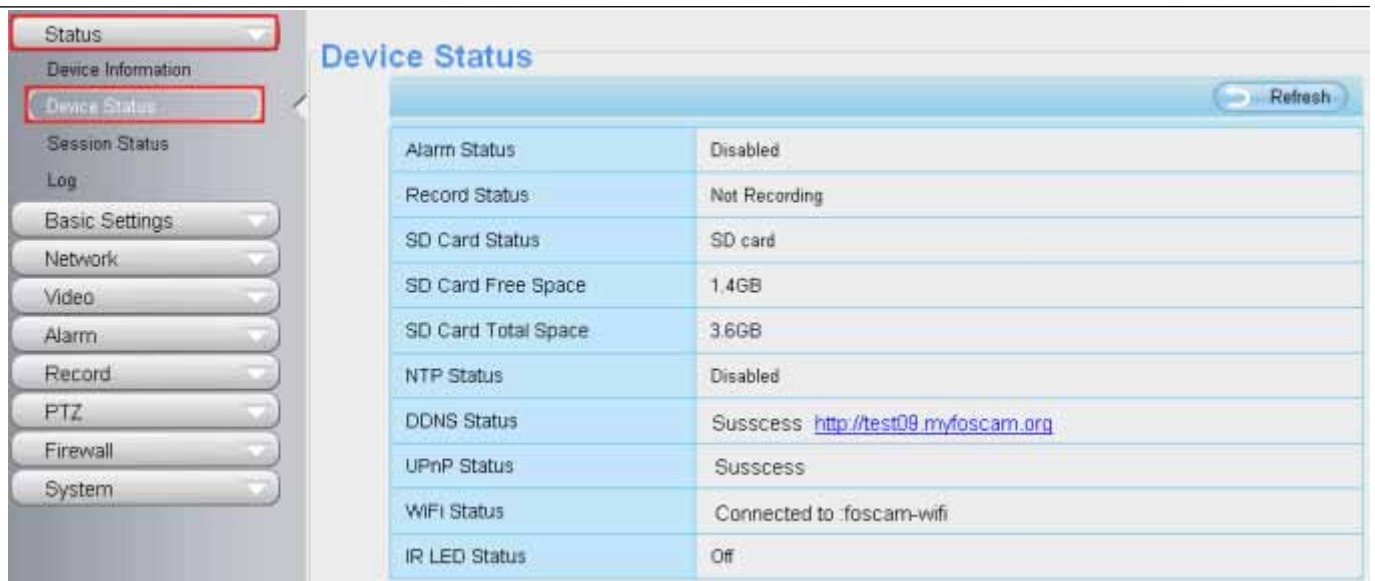 Status
Device Information
Device Status
Session Status
Log
Basic Settings
Network
Video
Alarm
Record
PTZ
Firewall
System
Device Status
Refresh
Alarm Status Disabled
Record Status Not Recording
SD Card Status SD card
SD Card Free Space 1.4GB
SD Card Total Space 3.6GB
NTP Status Disabled
DDNS Status Susscess http://test09.myfoscam.org
UPnP Status Susscess
WiFi Status Connected to :foscam-wifi
IR LED Status Off